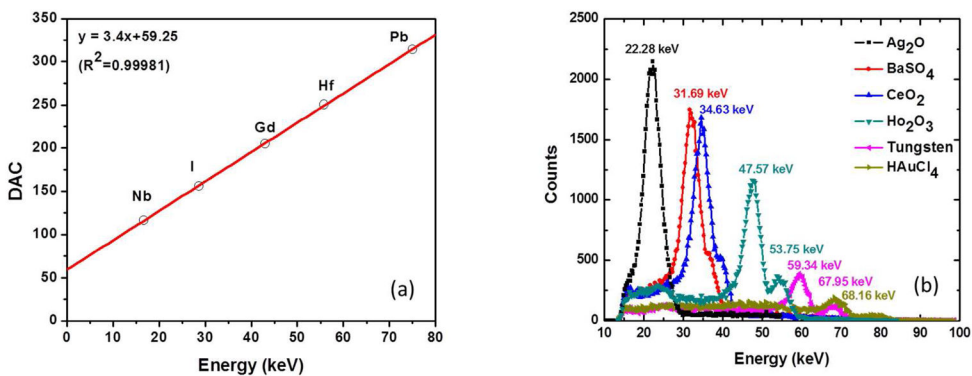 350
300
250
200
150
100
50
0
DAC
y = 3.4x+59.25
(R²=0.99981)
Nb
I
Gd
Hf
Pb
(a)
0 10 20 30 40 50 60 70 80
Energy (keV)
2500
2000
1500
1000
500
0
Counts
22.28 keV
31.69 keV
34.63 keV
47.57 keV
53.75 keV
59.34 keV
67.95 keV
68.16 keV
Ag₂O
BaSO₄
CeO₂
Ho₂O₃
Tungsten
HAuCl₄
(b)
10 20 30 40 50 60 70 80 90 100
Energy (keV)